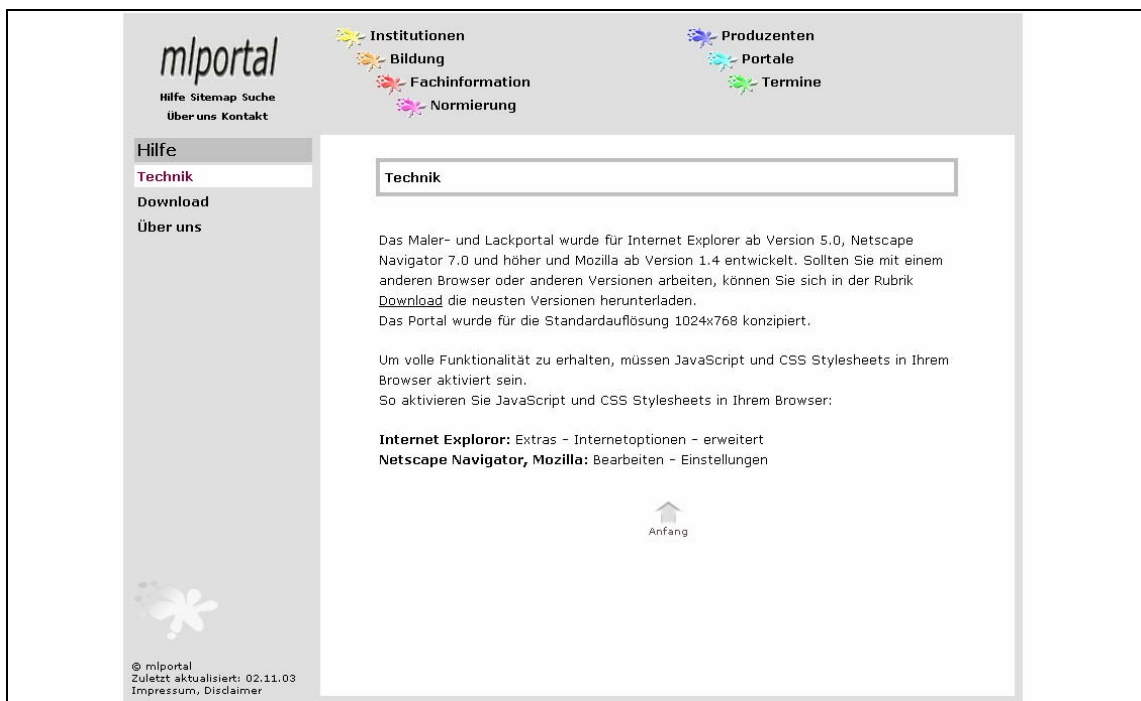 mlportal
Hilfe Sitemap Suche
Über uns Kontakt
Institutionen
Bildung
Fachinformation
Normierung
Produzenten
Portale
Termine
Hilfe
Technik
Download
Über uns
Technik
Das Maler- und Lackportal wurde für Internet Explorer ab Version 5.0, Netscape
Navigator 7.0 und höher und Mozilla ab Version 1.4 entwickelt. Sollten Sie mit einem
anderen Browser oder anderen Versionen arbeiten, können Sie sich in der Rubrik
Download die neusten Versionen herunterladen.
Das Portal wurde für die Standardauflösung 1024x768 konzipiert.
Um volle Funktionalität zu erhalten, müssen JavaScript und CSS Stylesheets in Ihrem
Browser aktiviert sein.
So aktivieren Sie JavaScript und CSS Stylesheets in Ihrem Browser:
Internet Exploror: Extras - Internetoptionen - erweitert
Netscape Navigator, Mozilla: Bearbeiten - Einstellungen
Anfang
© mlportal
Zuletzt aktualisiert: 02.11.03
Impressum, Disclaimer